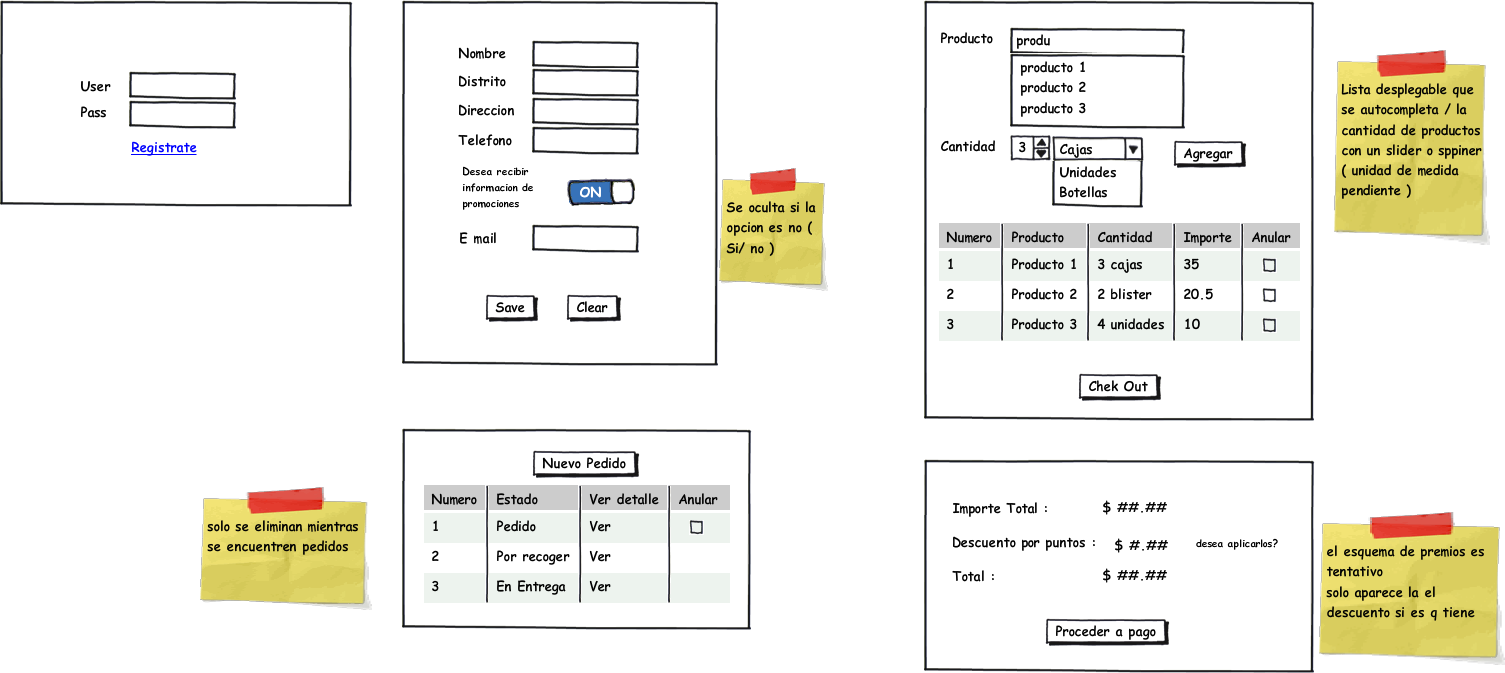 User
Pass
Registrate
Nombre
Distrito
Direccion
Telefono
Desea recibir
informacion de
promociones
ON
E mail
Save
Clear
Se oculta si la
opcion es no (
Si/ no )
Producto
produ
producto 1
producto 2
producto 3
Cantidad
3
Cajas
Unidades
Botellas
Agregar
Numero Producto Cantidad Importe Anular
1 Producto 1 3 cajas 35
2 Producto 2 2 blister 20.5
3 Producto 3 4 unidades 10
Chek Out
Lista desplegable que
se autocompleta / la
cantidad de productos
con un slider o sppiner
( unidad de medida
pendiente )
solo se eliminan mientras
se encuentren pedidos
Nuevo Pedido
Numero Estado Ver detalle Anular
1 Pedido Ver
2 Por recoger Ver
3 En Entrega Ver
Importe Total : $ ##.##
Descuento por puntos : $ #.## desea aplicarlos?
Total : $ ##.##
Proceder a pago
el esquema de premios es
tentativo
solo aparece la el
descuento si es q tiene